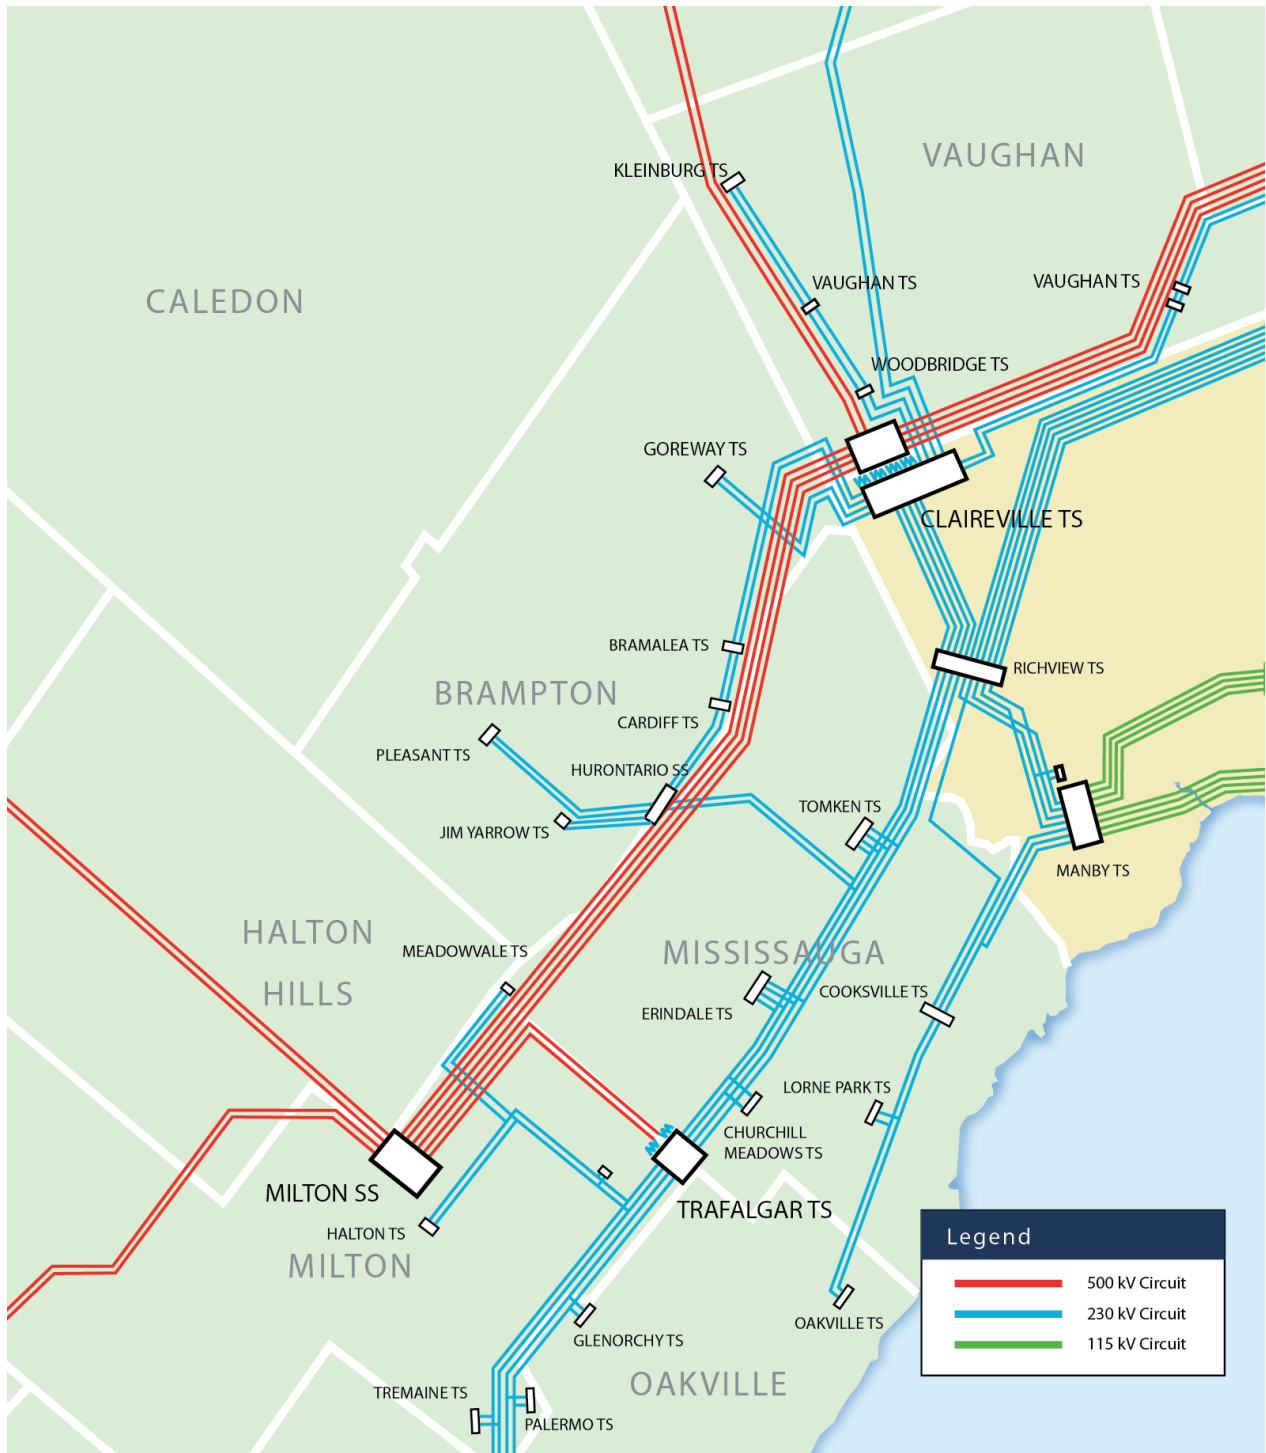 VAUGHAN
KLEINBURG TS
VAUGHAN TS
VAUGHAN TS
CALEDON
WOODBRIDGE TS
GOREWAY TS
CLAIREVILLE TS
BRAMALEA TS
RICHVIEW TS
BRAMPTON
CARDIFF TS
PLEASANT TS
HURONTARIO SS
TOMKEN TS
JIM YARROW TS
MANBY TS
HALTON
HILLS
MEADOWVALE TS
MISSISSAUGA
COOKSVILLE TS
ERINDALE TS
LORNE PARK TS
CHURCHILL
MEADOWS TS
MILTON SS
TRAFALGAR TS
HALTON TS
MILTON
OAKVILLE TS
GLENORCHY TS
OAKVILLE
TREMAINE TS
PALERMO TS
Legend
500 kV Circuit
230 kV Circuit
115 kV Circuit